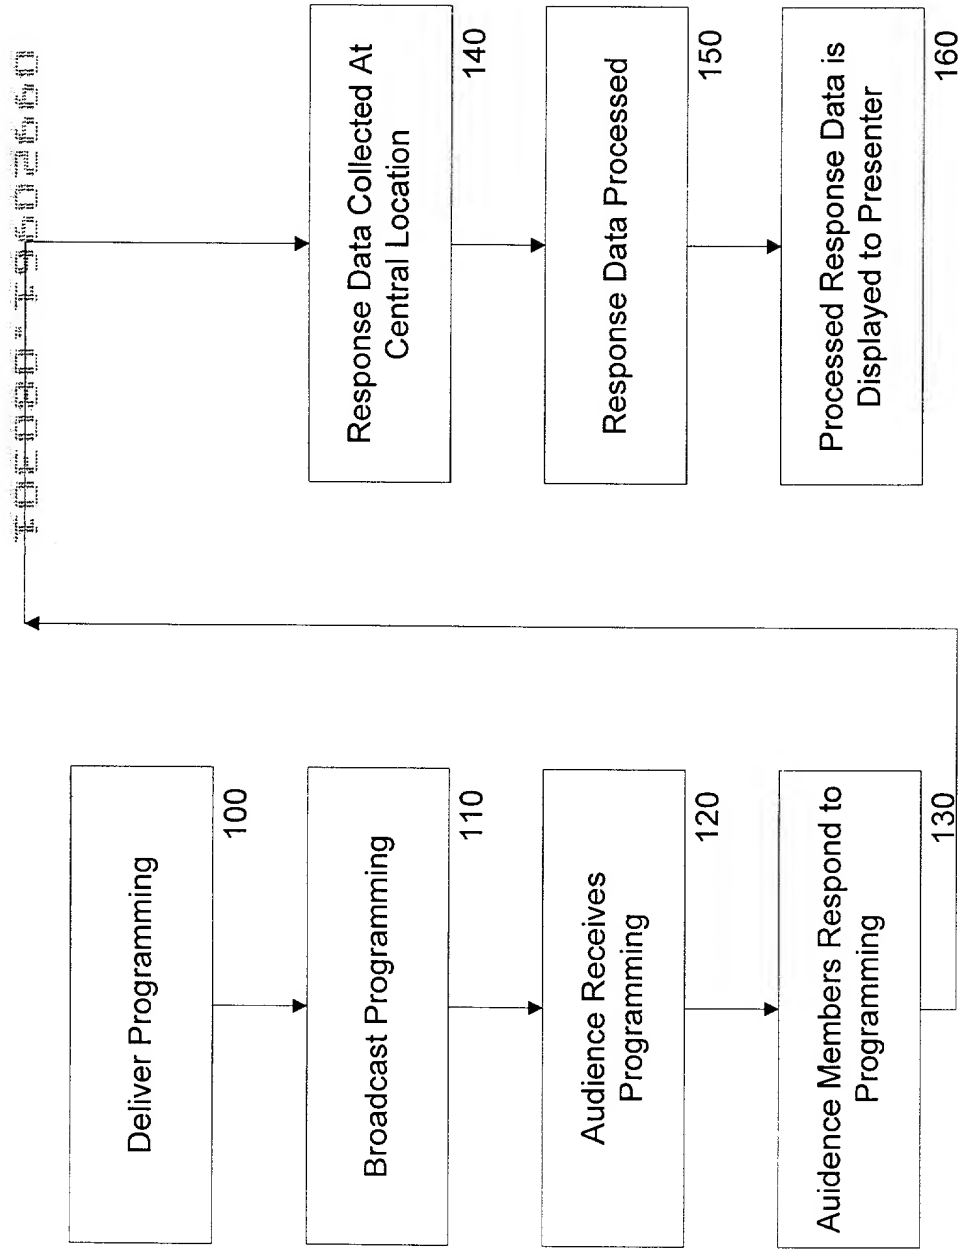 Deliver Programming
100
Broadcast Programming
110
Audience Receives
Programming
120
Auidence Members Respond to
Programming
130
Response Data Collected At
Central Location
140
Response Data Processed
150
Processed Response Data is
Displayed to Presenter
160